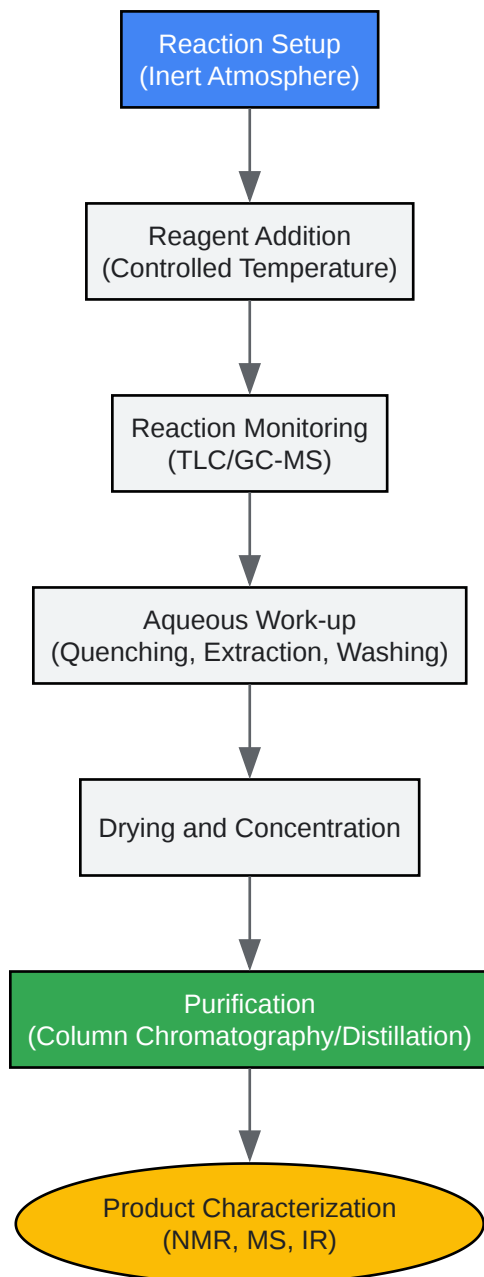 Reaction Setup
(Inert Atmosphere)
Reagent Addition
(Controlled Temperature)
Reaction Monitoring
(TLC/GC-MS)
Aqueous Work-up
(Quenching, Extraction, Washing)
Drying and Concentration
Purification
(Column Chromatography/Distillation)
Product Characterization
(NMR, MS, IR)